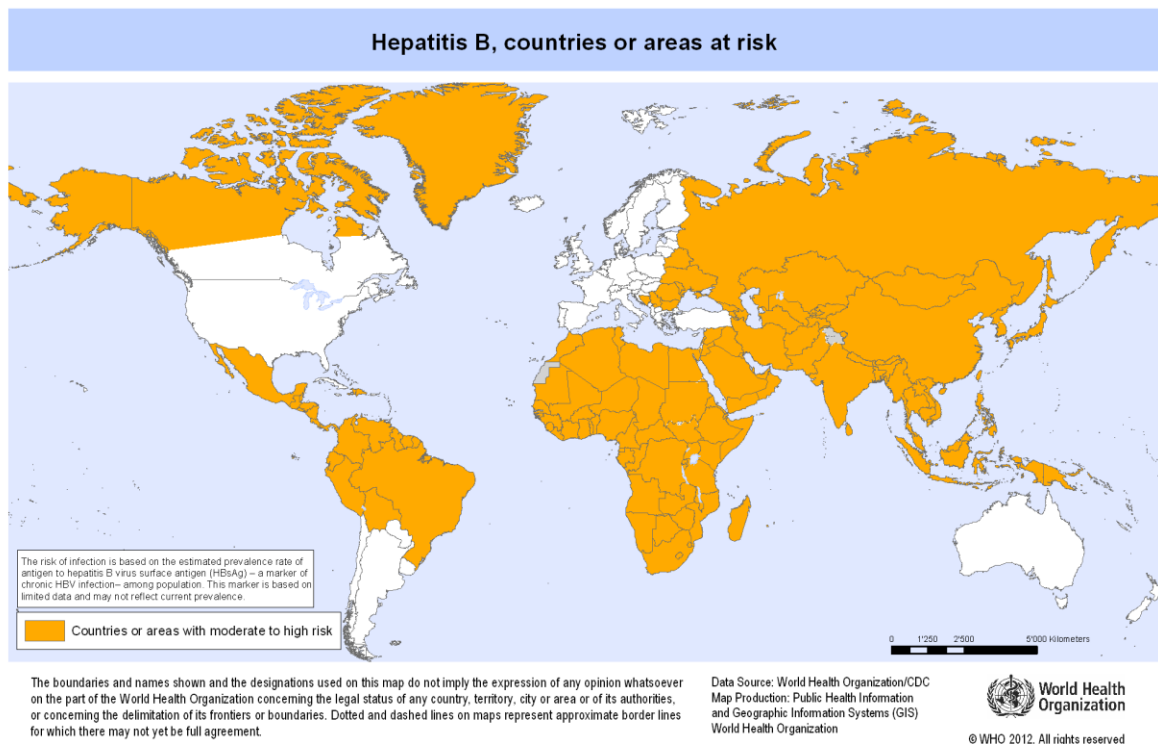 Hepatitis B, countries or areas at risk
The risk of infection is based on the estimated prevalence rate of
antigen to hepatitis B virus surface antigen (HBsAg) – a marker of
chronic HBV infection– among population. This marker is based on
limited data and may not reflect current prevalence.
Countries or areas with moderate to high risk
0 1'250 2'500 5'000 Kilometers
The boundaries and names shown and the designations used on this map do not imply the expression of any opinion whatsoever
on the part of the World Health Organization concerning the legal status of any country, territory, city or area or of its authorities,
or concerning the delimitation of its frontiers or boundaries. Dotted and dashed lines on maps represent approximate border lines
for which there may not yet be full agreement.
Data Source: World Health Organization/CDC
Map Production: Public Health Information
and Geographic Information Systems (GIS)
World Health Organization
World Health
Organization
© WHO 2012. All rights reserved